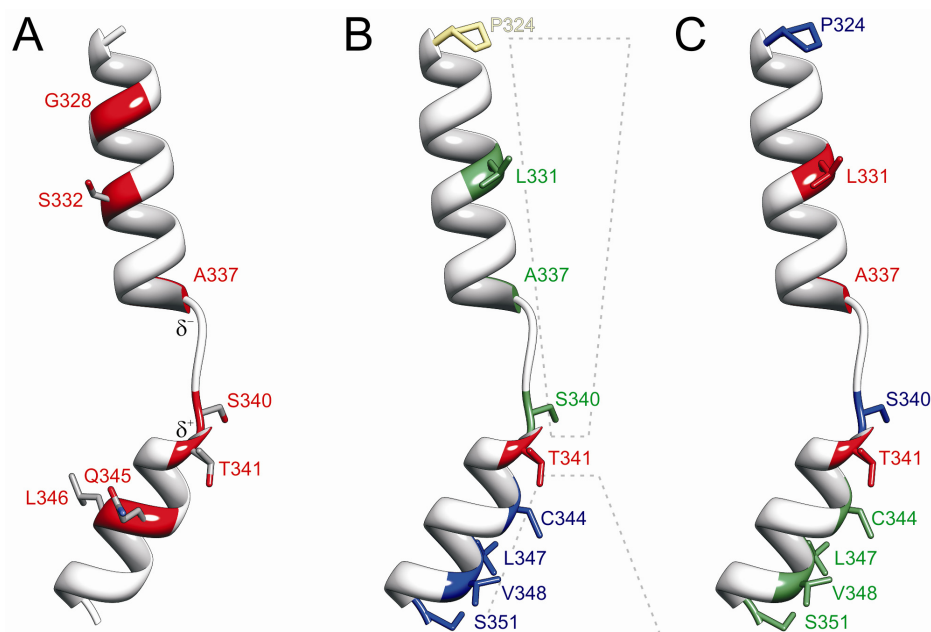 A
G328
S332
A337
δ⁻
S340
δ⁺
T341
Q345
L346
B
P324
L331
A337
S340
T341
C344
L347
V348
S351
C
P324
L331
A337
S340
T341
C344
L347
V348
S351